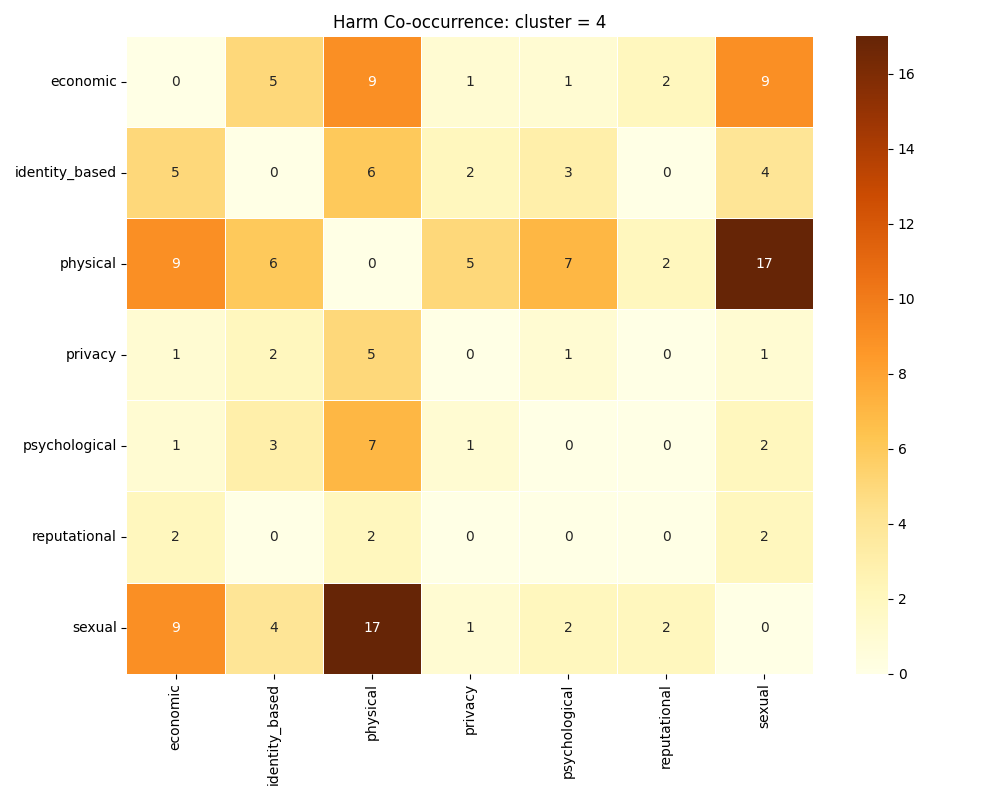 Harm Co-occurrence: cluster = 4
economic 0 5 9 1 1 2 9
identity_based 5 0 6 2 3 0 4
physical 9 6 0 5 7 2 17
privacy 1 2 5 0 1 0 1
psychological 1 3 7 1 0 0 2
reputational 2 0 2 0 0 0 2
sexual 9 4 17 1 2 2 0
economic identity_based physical privacy psychological reputational sexual
16
14
12
10
8
6
4
2
0